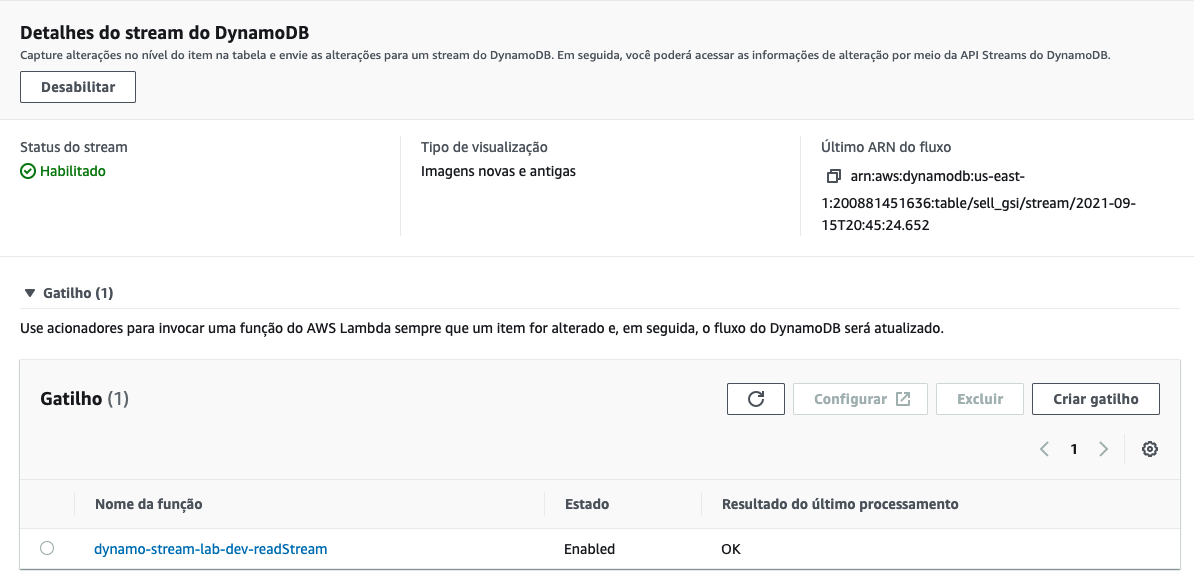 Detalhes do stream do DynamoDB
Capture alterações no nível do item na tabela e envie as alterações para um stream do DynamoDB. Em seguida, você poderá acessar as informações de alteração por meio da API Streams do DynamoDB.
Desabilitar
Status do stream
Habilitado
Tipo de visualização
Imagens novas e antigas
Último ARN do fluxo
arn:aws:dynamodb:us-east-
1:200881451636:table/sell_gsi/stream/2021-09-
15T20:45:24.652
Gatilho (1)
Use acionadores para invocar uma função do AWS Lambda sempre que um item for alterado e, em seguida, o fluxo do DynamoDB será atualizado.
Gatilho (1)
Configurar
Excluir
Criar gatilho
1
Nome da função
Estado
Resultado do último processamento
dynamo-stream-lab-dev-readStream
Enabled
OK